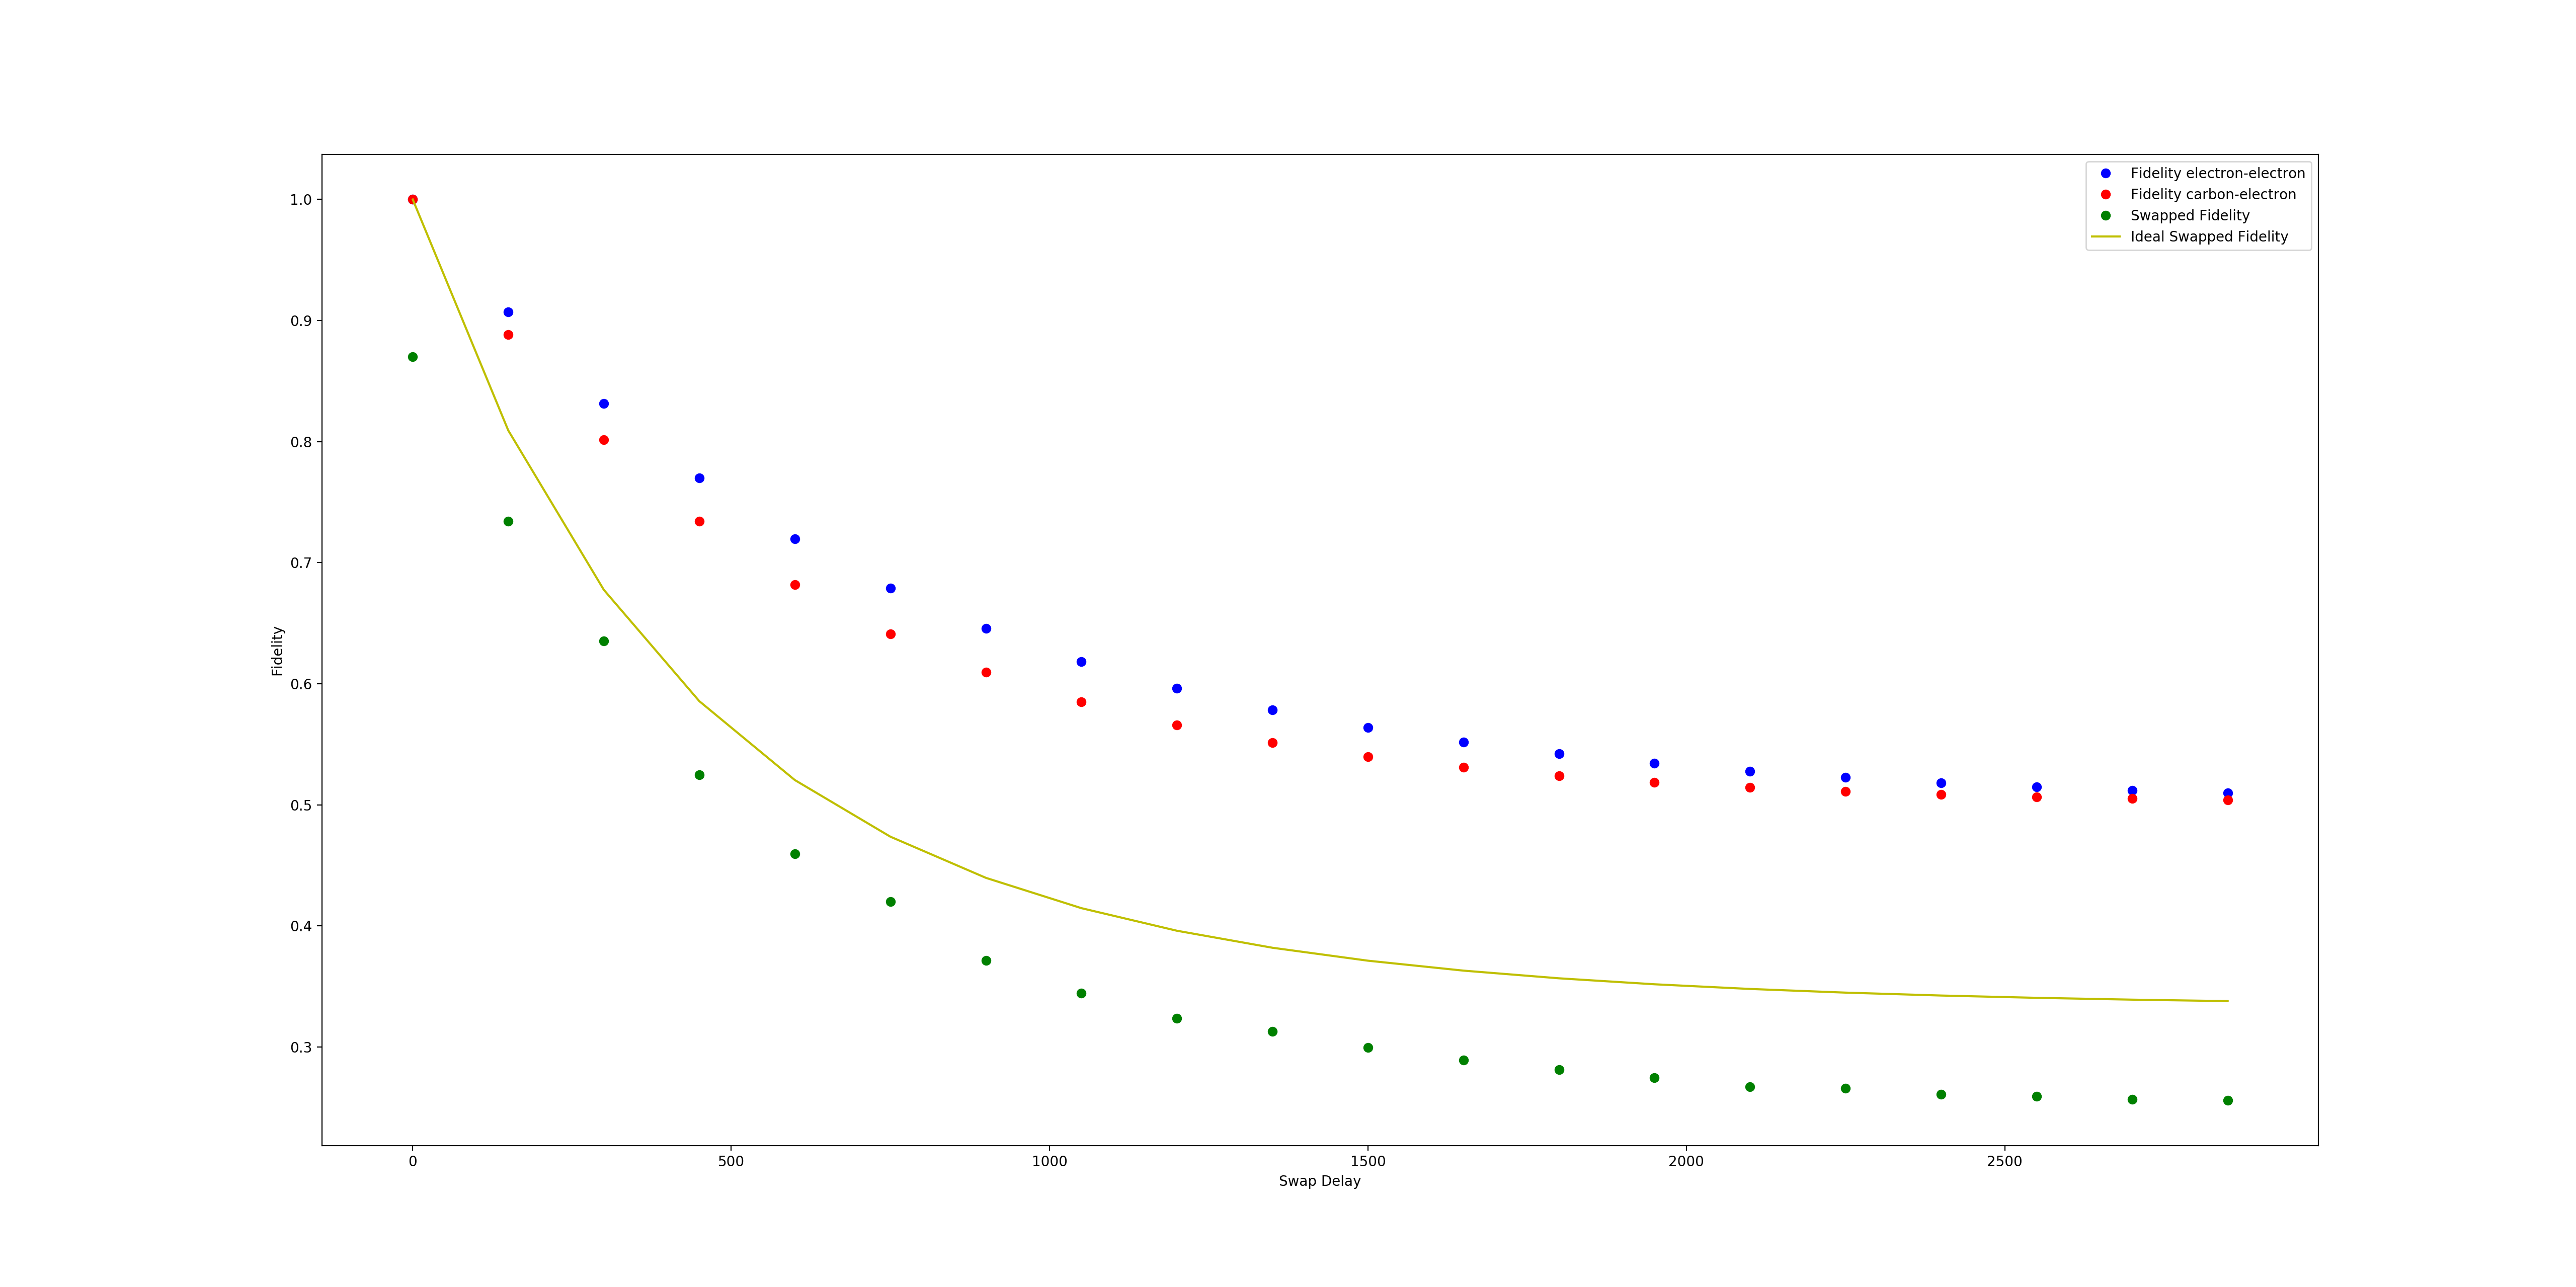 Fidelity electron-electron
Fidelity carbon-electron
Swapped Fidelity
Ideal Swapped Fidelity
1.0
0.9
0.8
0.7
0.6
0.5
0.4
0.3
Fidelity
0 500 1000 1500 2000 2500
Swap Delay